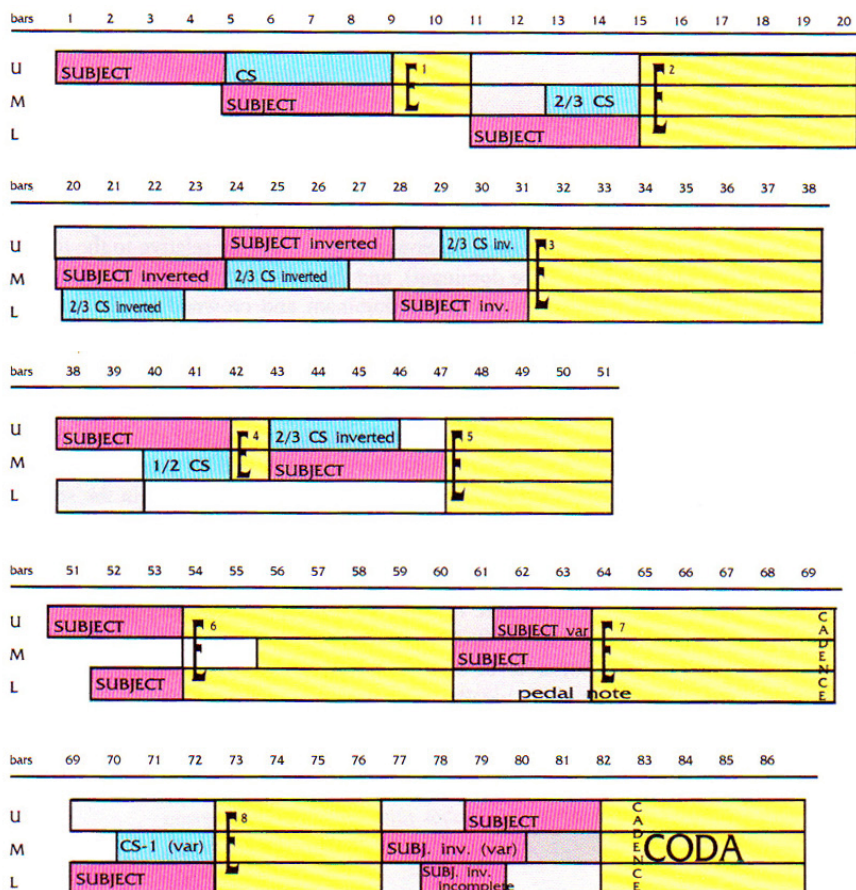 bars 1 2 3 4 5 6 7 8 9 10 11 12 13 14 15 16 17 18 19 20
U SUBJECT CS E 1 E 2
M SUBJECT 2/3 CS
L SUBJECT
bars 20 21 22 23 24 25 26 27 28 29 30 31 32 33 34 35 36 37 38
U SUBJECT inverted 2/3 CS inv. E 3
M SUBJECT inverted 2/3 CS inverted
L 2/3 CS inverted SUBJECT inv.
bars 38 39 40 41 42 43 44 45 46 47 48 49 50 51
U SUBJECT E 4 2/3 CS inverted E 5
M 1/2 CS SUBJECT
L
bars 51 52 53 54 55 56 57 58 59 60 61 62 63 64 65 66 67 68 69
U SUBJECT E 6 SUBJECT var E 7 CADENCE
M SUBJECT
L SUBJECT pedal note
bars 69 70 71 72 73 74 75 76 77 78 79 80 81 82 83 84 85 86
U E 8 SUBJECT CADENCE
M CS-1 (var) SUBJ. inv. (var) CODA
L SUBJECT SUBJ. inv. incomplete